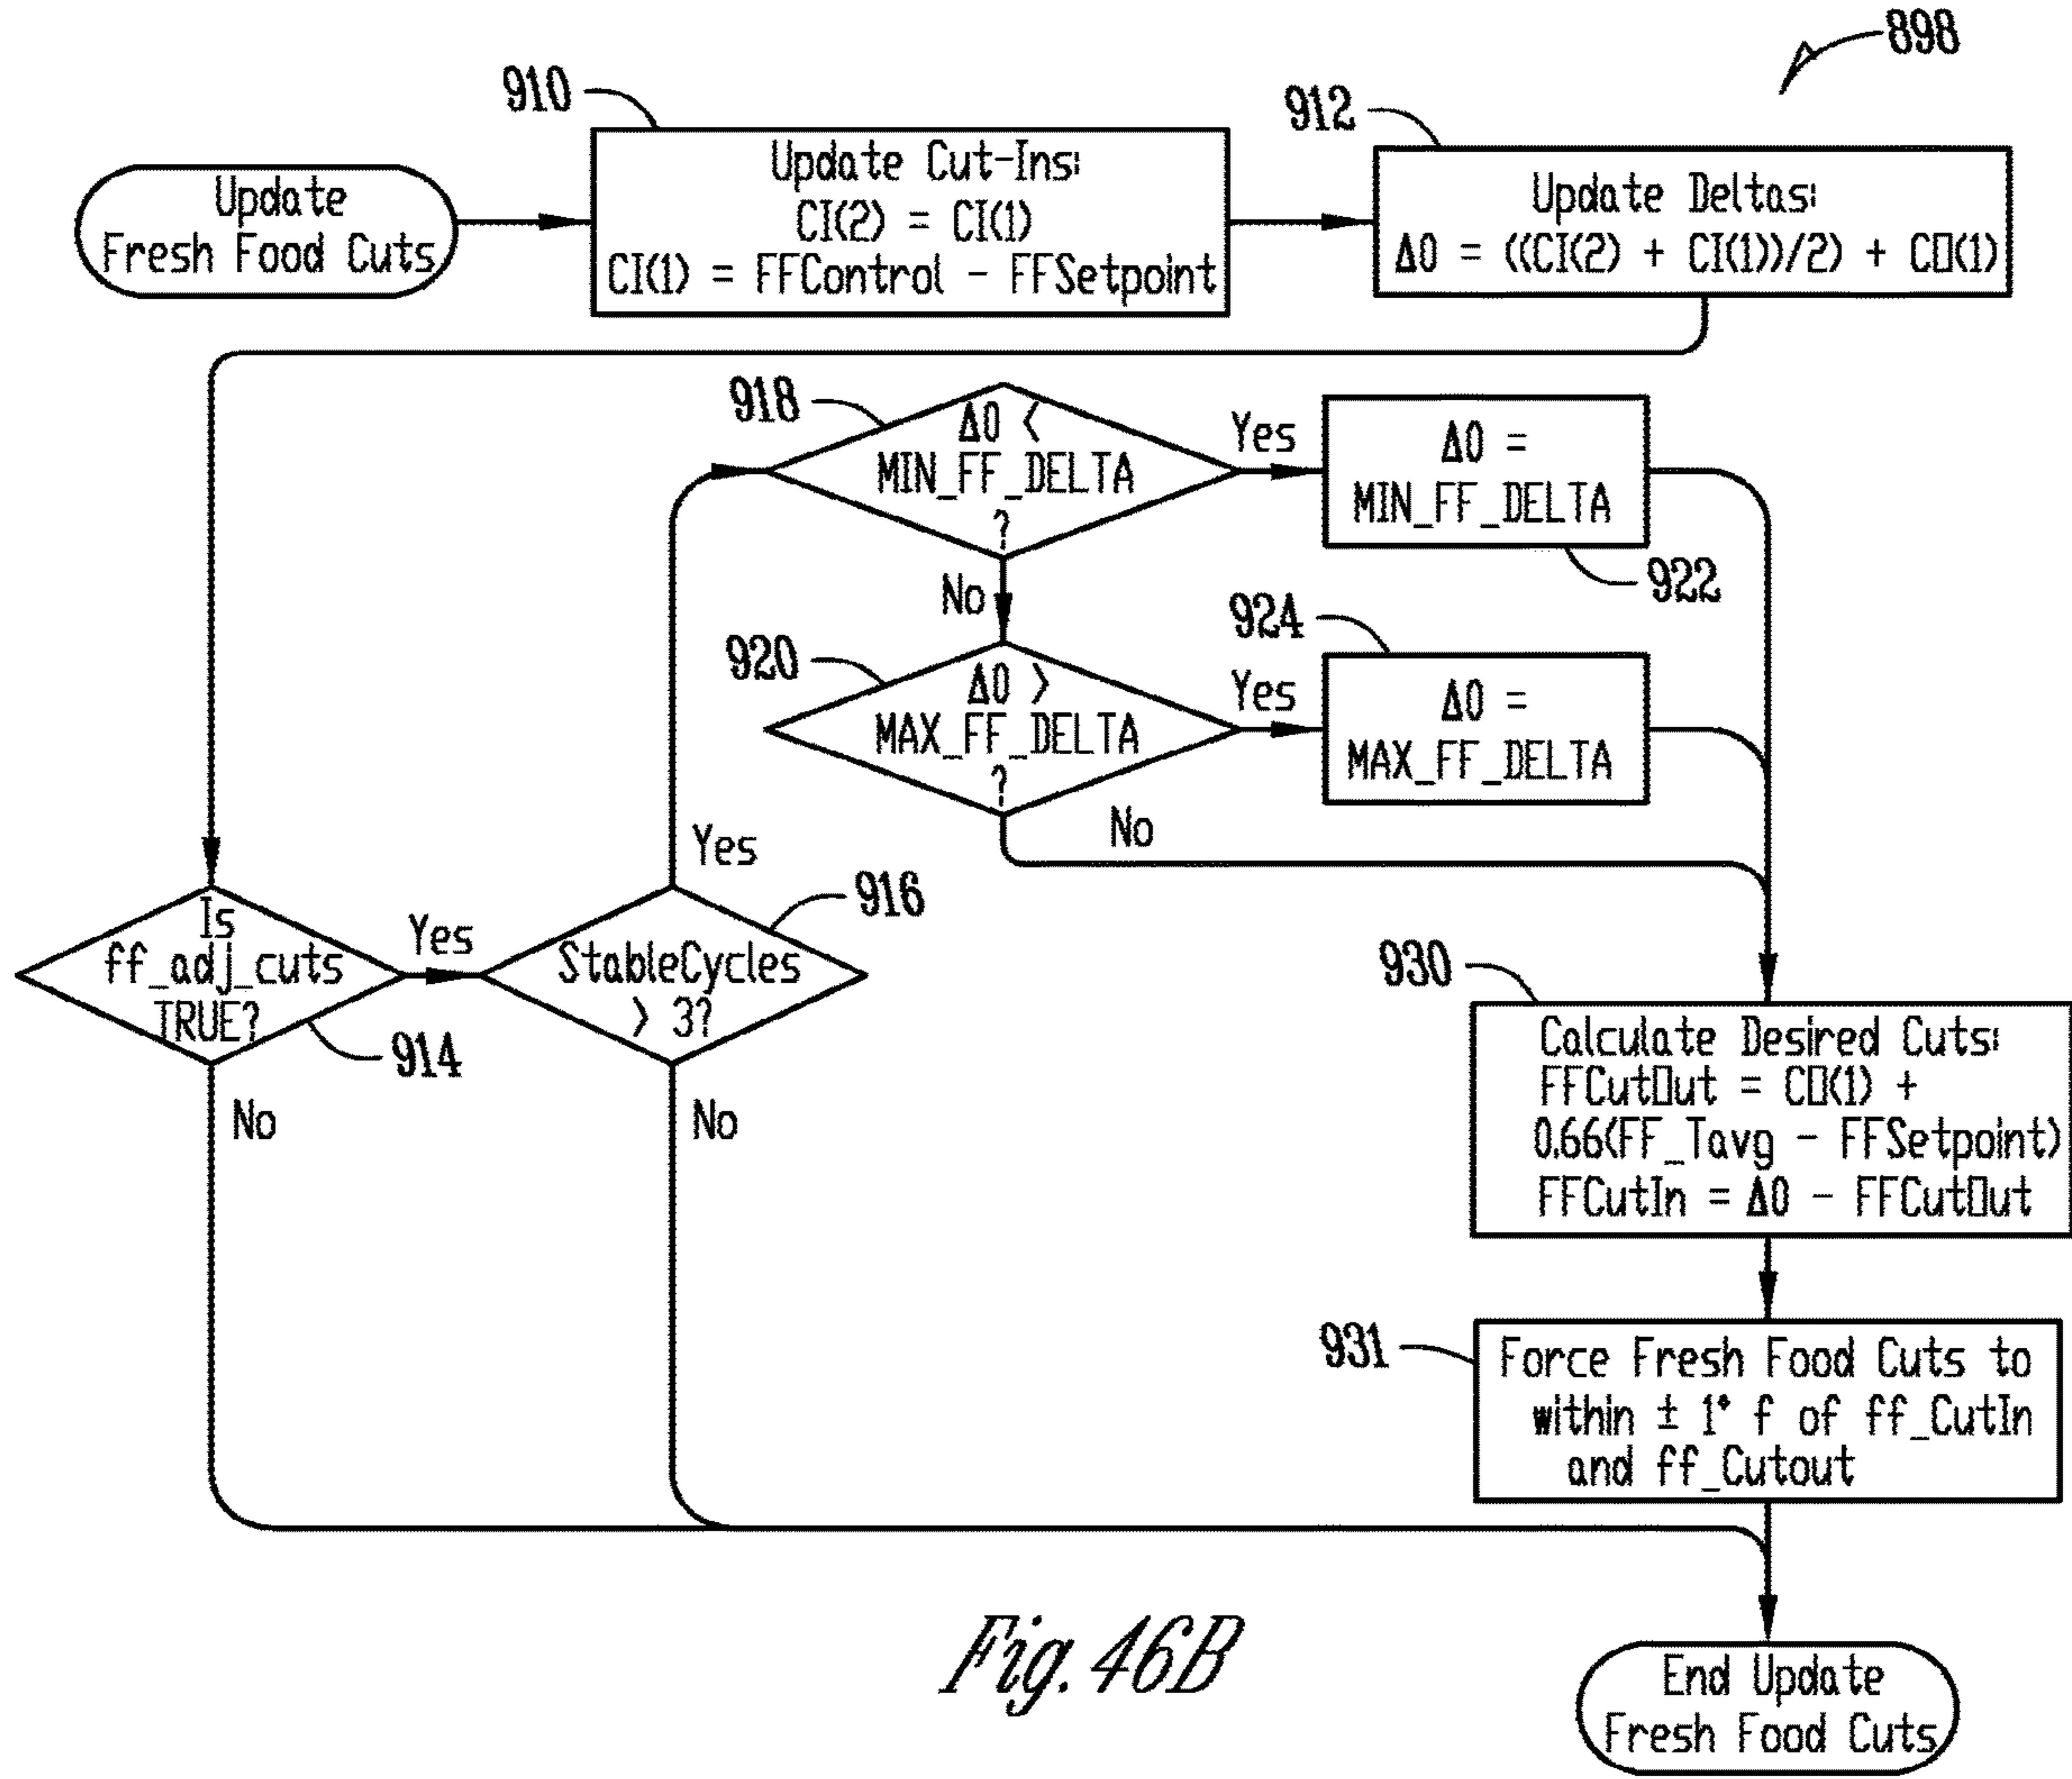 898
910
912
Update
Fresh Food Cuts
Update Cut-Ins:
CI(2) = CI(1)
CI(1) = FFControl - FFSetpoint
Update Deltas:
Δ0 = ((CI(2) + CI(1))/2) + CO(1)
918
Δ0 <
MIN_FF_DELTA
?
Yes
Δ0 =
MIN_FF_DELTA
922
No
920
Δ0 >
MAX_FF_DELTA
?
Yes
924
Δ0 =
MAX_FF_DELTA
No
Is
ff_adj_cuts
TRUE?
914
Yes
No
StableCycles
> 3?
916
Yes
No
930
Calculate Desired Cuts:
FFCutOut = CO(1) +
0.66(FF_Tavg - FFSetpoint)
FFCutIn = Δ0 - FFCutOut
931
Force Fresh Food Cuts to
within ± 1° f of ff_CutIn
and ff_Cutout
End Update
Fresh Food Cuts
Fig. 46B